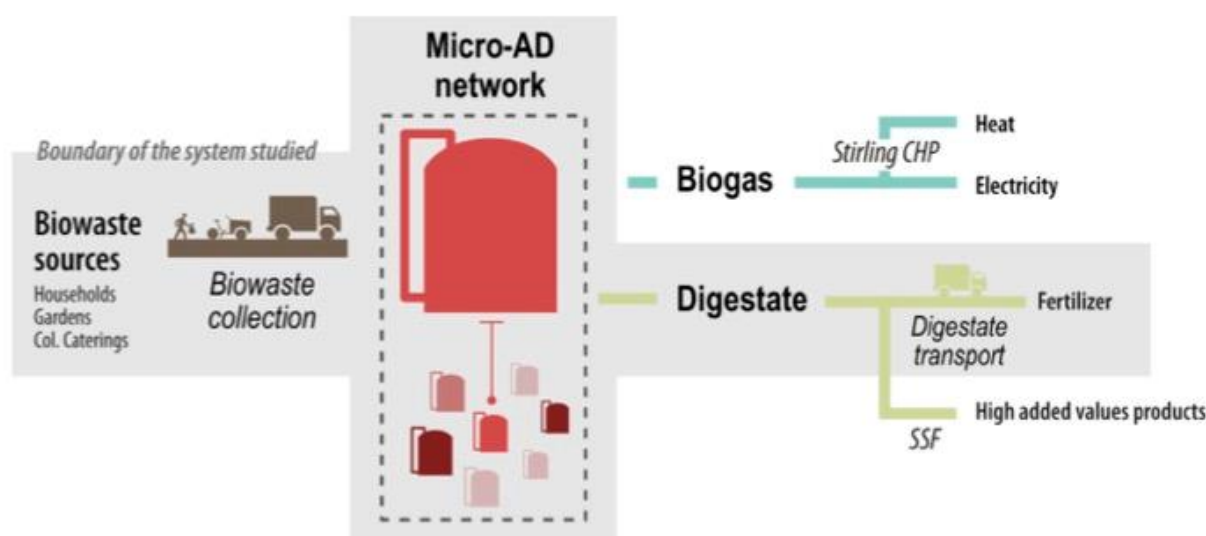 Micro-AD
network
Boundary of the system studied
Biowaste
sources
Households
Gardens
Col. Caterings
Biowaste
collection
Biogas
Stirling CHP
Heat
Electricity
Digestate
Digestate
transport
Fertilizer
SSF
High added values products